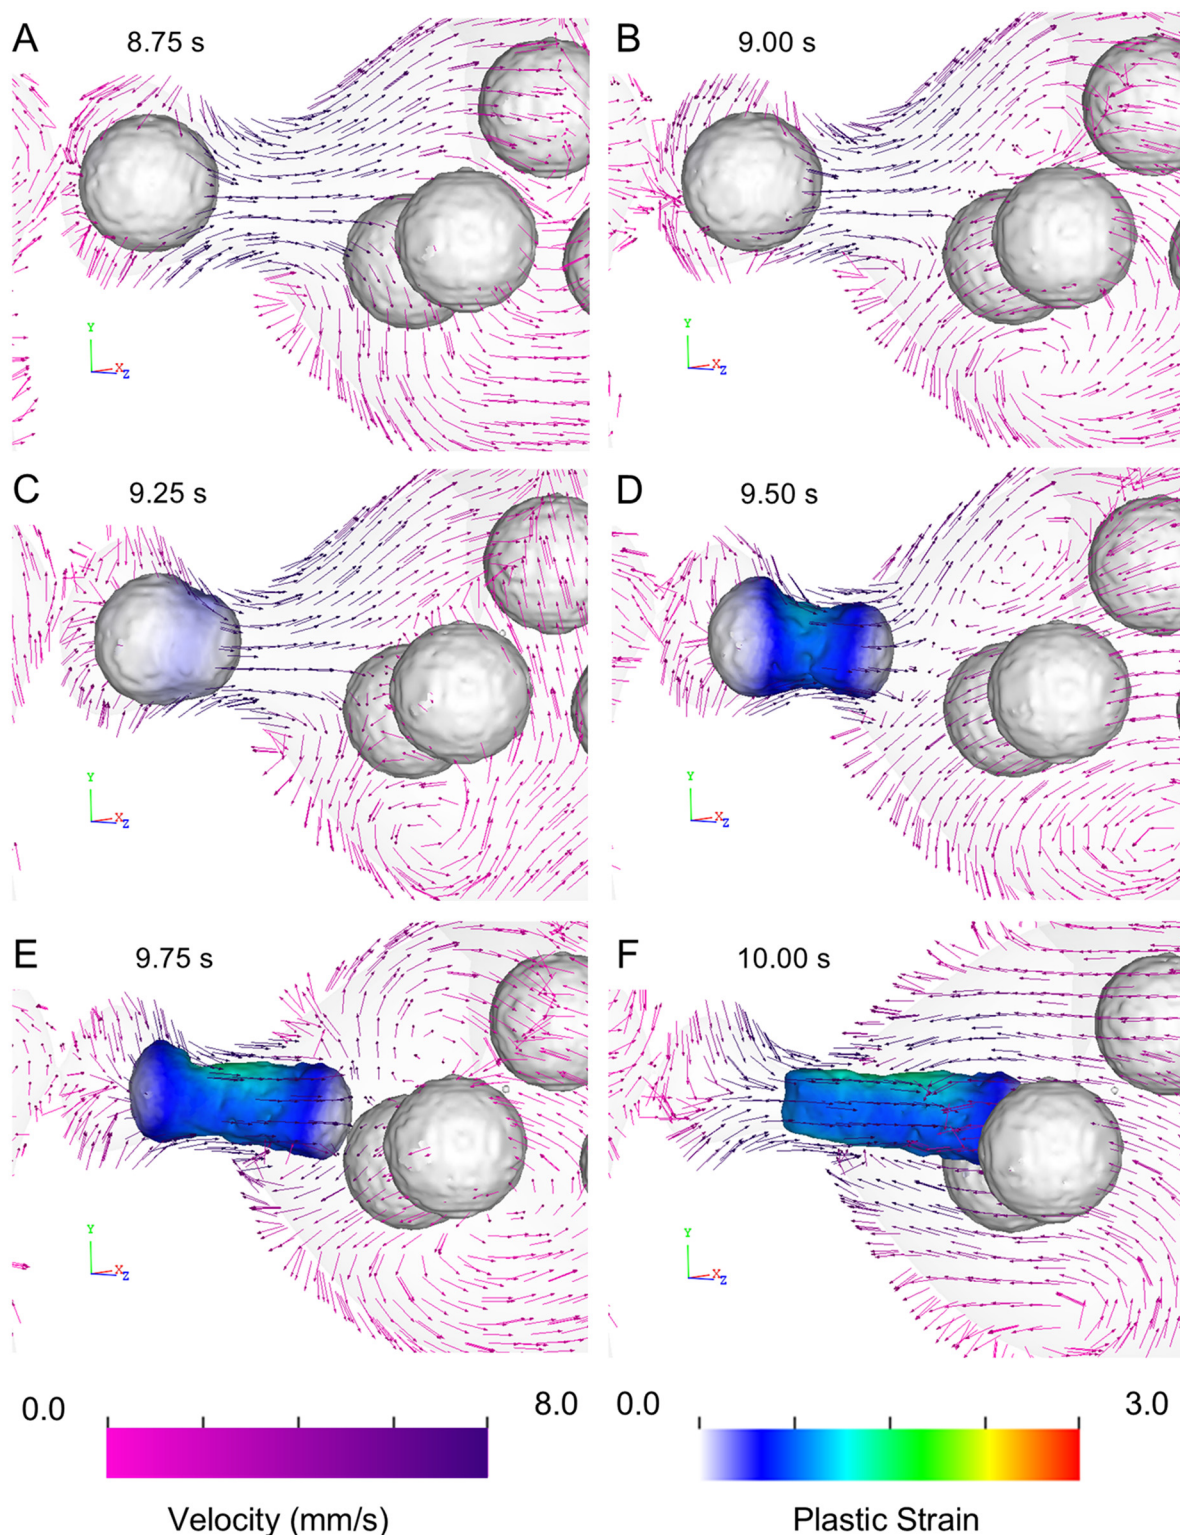 A
8.75 s
B
9.00 s
Y
X
Z
Y
X
Z
C
9.25 s
D
9.50 s
Y
X
Z
Y
X
Z
E
9.75 s
F
10.00 s
Y
X
Z
Y
X
Z
0.0
8.0
0.0
3.0
Velocity (mm/s)
Plastic Strain